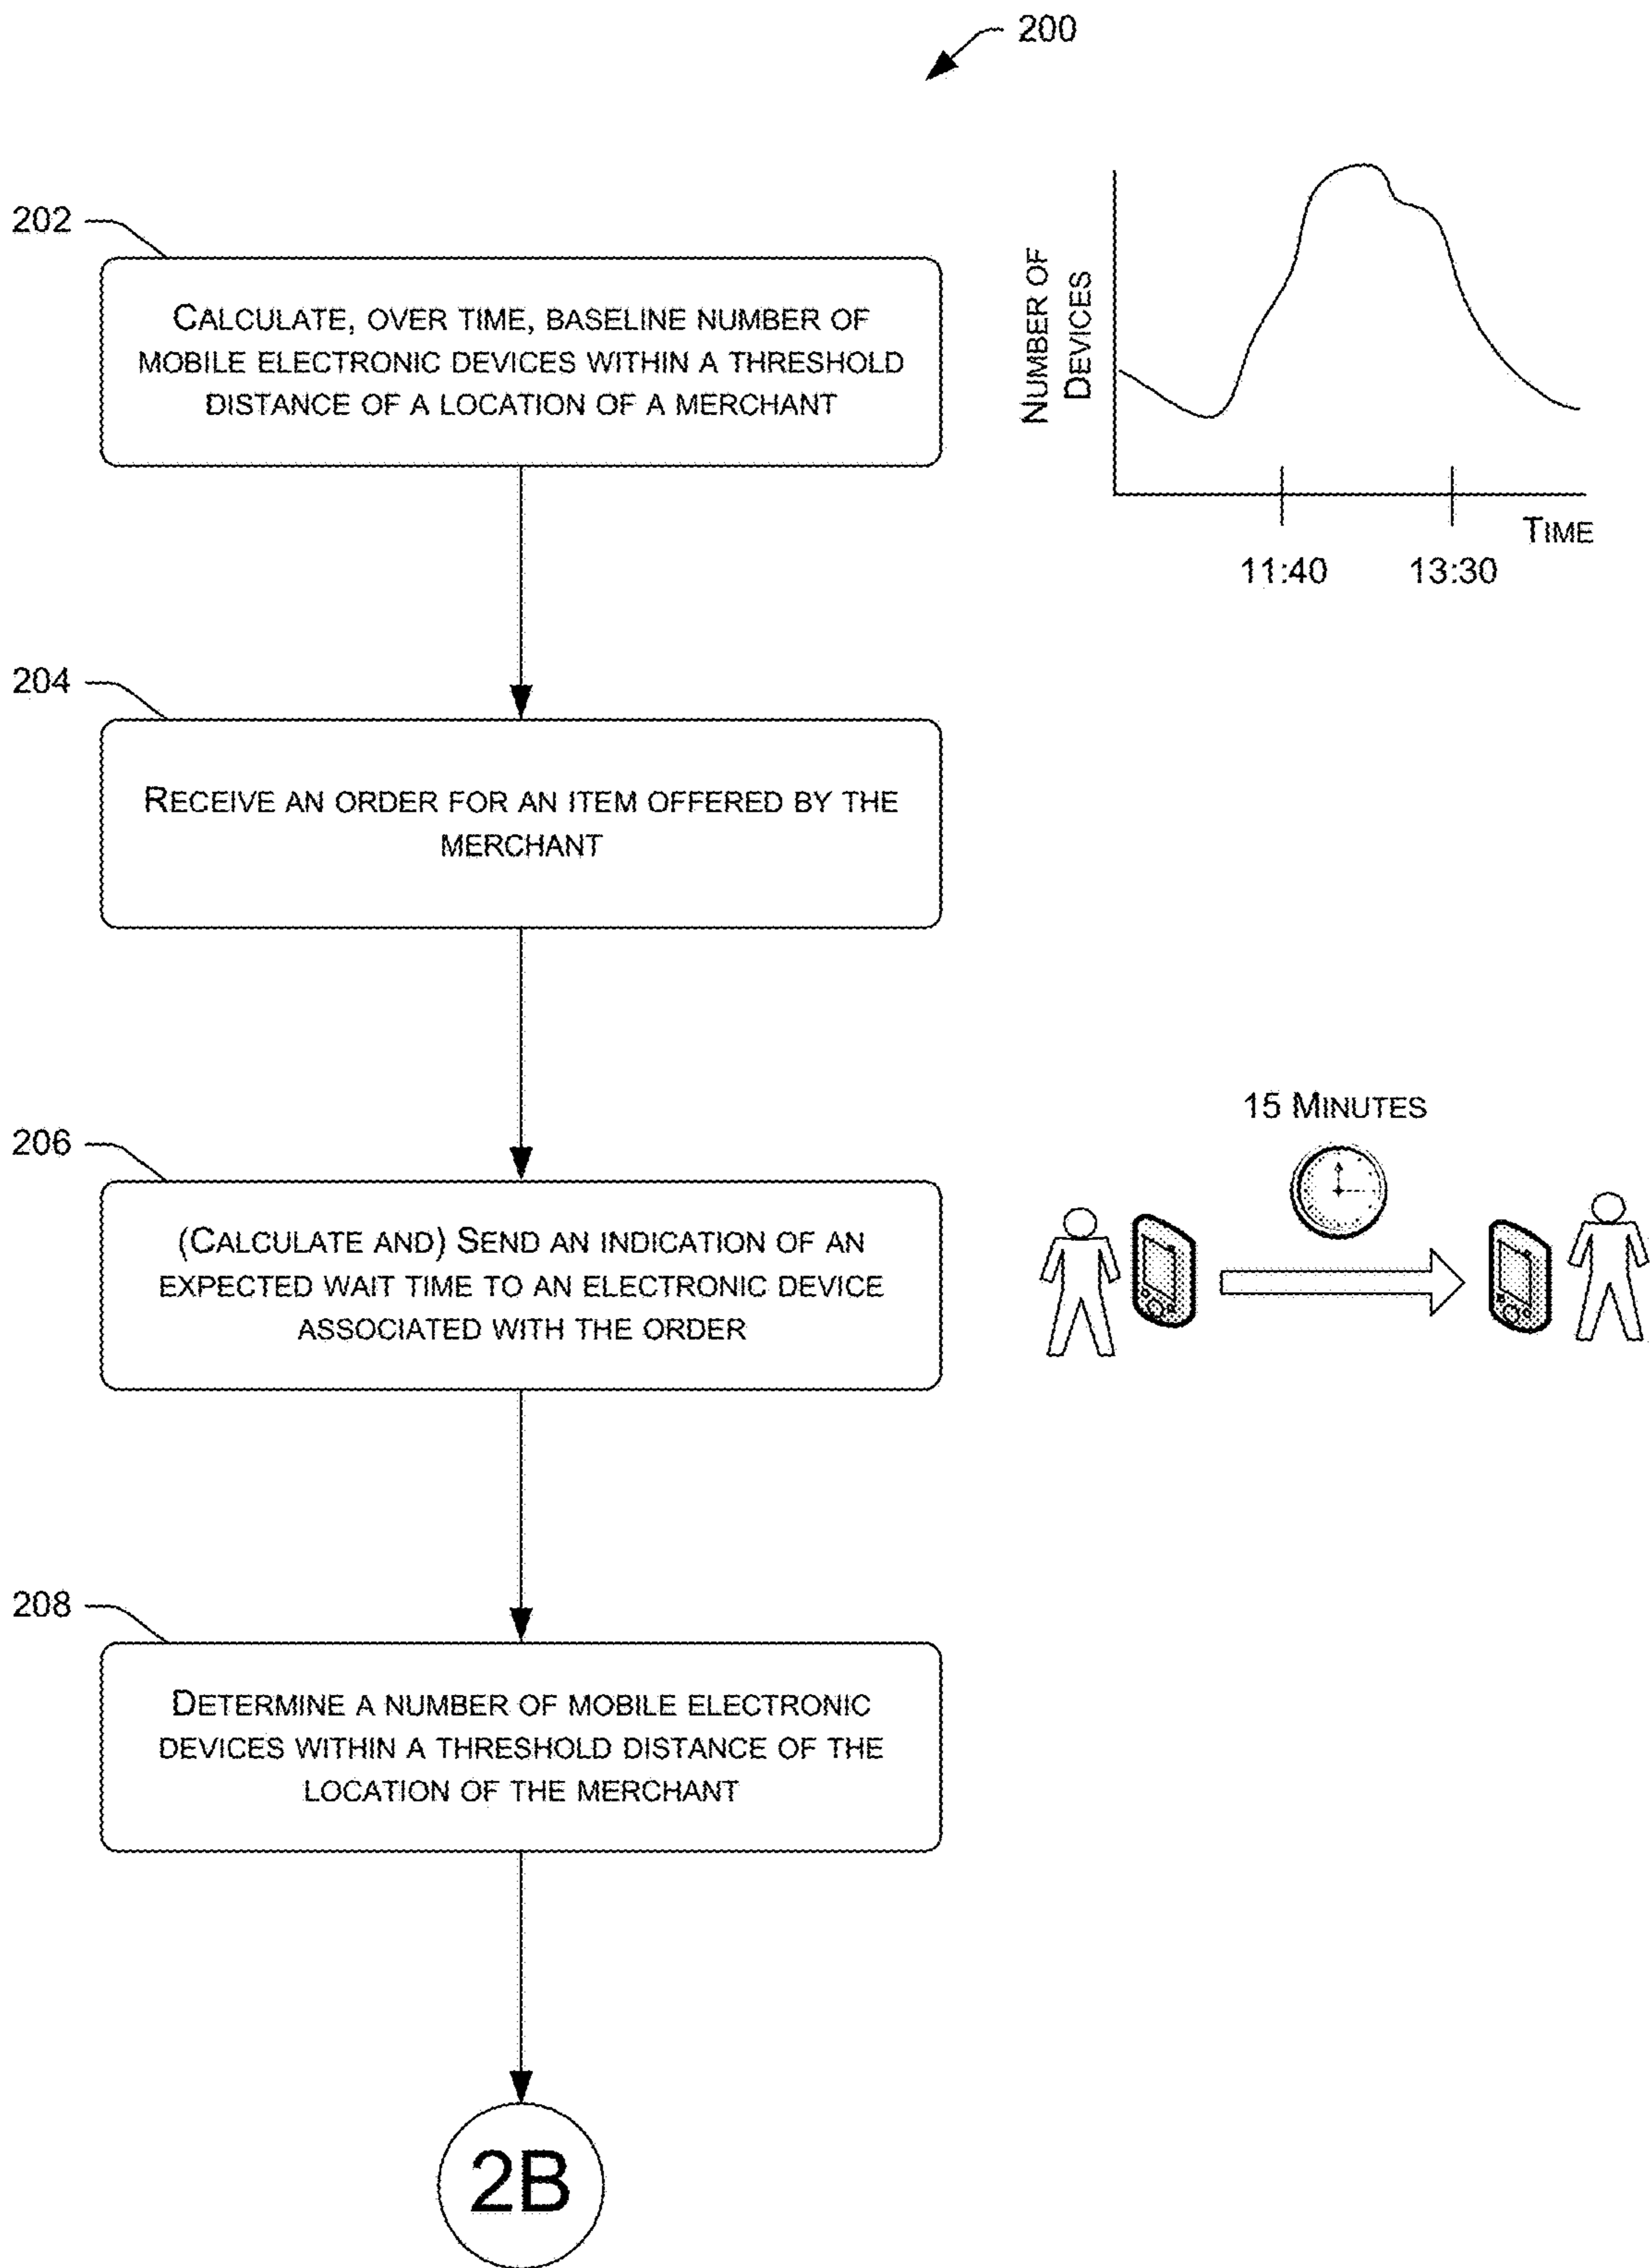 200
202
CALCULATE, OVER TIME, BASELINE NUMBER OF
MOBILE ELECTRONIC DEVICES WITHIN A THRESHOLD
DISTANCE OF A LOCATION OF A MERCHANT
NUMBER OF
DEVICES
TIME
11:40
13:30
204
RECEIVE AN ORDER FOR AN ITEM OFFERED BY THE
MERCHANT
206
(CALCULATE AND) SEND AN INDICATION OF AN
EXPECTED WAIT TIME TO AN ELECTRONIC DEVICE
ASSOCIATED WITH THE ORDER
15 MINUTES
208
DETERMINE A NUMBER OF MOBILE ELECTRONIC
DEVICES WITHIN A THRESHOLD DISTANCE OF THE
LOCATION OF THE MERCHANT
2B